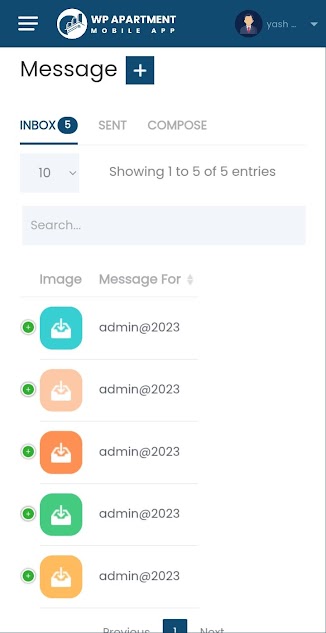 WP APARTMENT
MOBILE APP
yash ...
Message +
INBOX 5 SENT COMPOSE
10 Showing 1 to 5 of 5 entries
Search...
Image Message For
admin@2023
admin@2023
admin@2023
admin@2023
admin@2023
Previous 1 Next